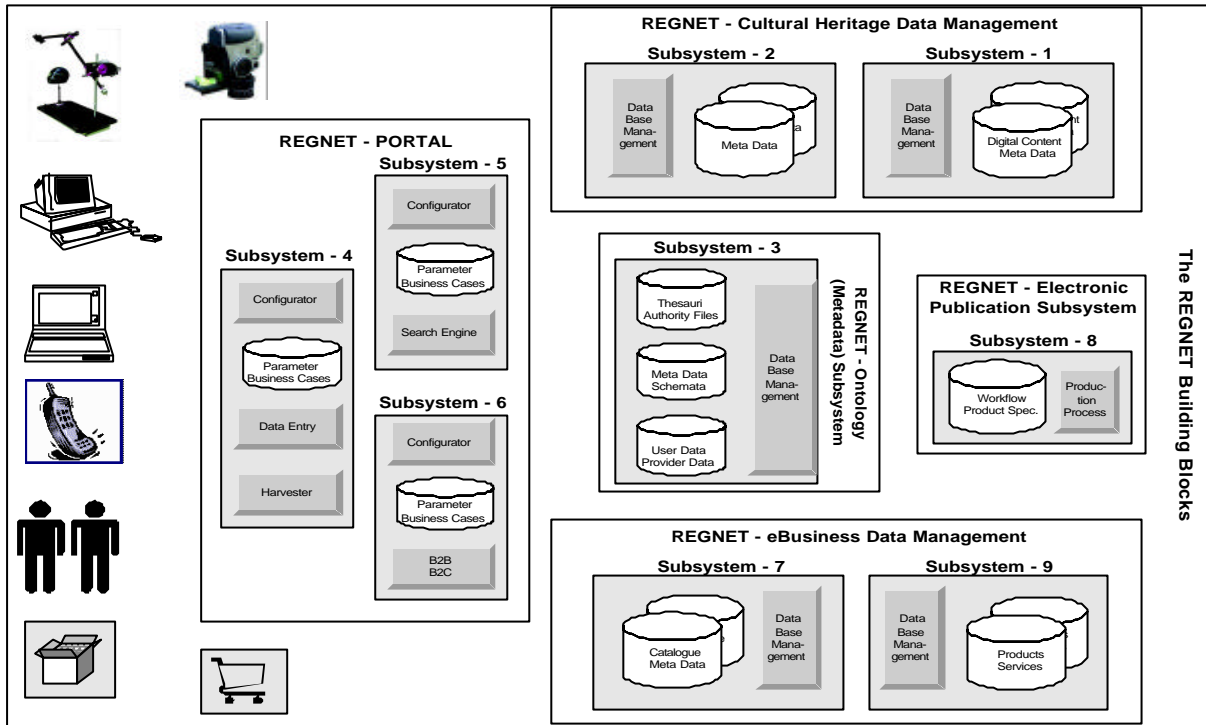 REGNET - Cultural Heritage Data Management
Subsystem - 2
Data
Base
Mana-
gement
Meta Data
Subsystem - 1
Data
Base
Mana-
gement
Digital Content
Meta Data
REGNET - PORTAL
Subsystem - 5
Configurator
Parameter
Business Cases
Search Engine
Subsystem - 4
Configurator
Parameter
Business Cases
Data Entry
Harvester
Subsystem - 6
Configurator
Parameter
Business Cases
B2B
B2C
Subsystem - 3
Thesauri
Authority Files
Meta Data
Schemata
User Data
Provider Data
Data
Base
Mana-
gement
REGNET - Ontology
(Metadada) Subsystem
REGNET - Electronic
Publication Subsystem
Subsystem - 8
Workflow
Product Spec.
Produc-
tion
Process
The REGNET Building Blocks
REGNET - eBusiness Data Management
Subsystem - 7
Catalogue
Meta Data
Data
Base
Mana-
gement
Subsystem - 9
Data
Base
Mana-
gement
Products
Services